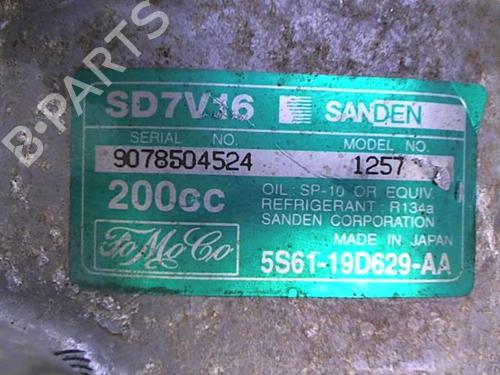 B-PARTS
SD7V16 SANDEN
SERIAL NO. MODEL NO.
9078504524 1257
200cc OIL : SP-10 OR EQUIV.
REFRIGERANT : R134a
SANDEN CORPORATION
MADE IN JAPAN
FoMoCo 5S61-19D629-AA